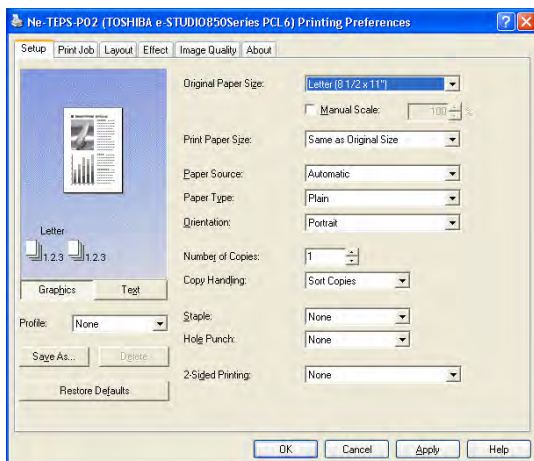 Ne-TEPS-P02 (TOSHIBA e-STUDIO850Series PCL6) Printing Preferences
Setup Print Job Layout Effect Image Quality About
Original Paper Size: Letter (8 1/2 x 11")
Manual Scale: 100 %
Print Paper Size: Same as Original Size
Paper Source: Automatic
Paper Type: Plain
Orientation: Portrait
Letter
1.2.3 1.2.3
Number of Copies: 1
Copy Handling: Sort Copies
Graphics Text
Staple: None
Profile: None
Hole Punch: None
Save As... Delete
2-Sided Printing: None
Restore Defaults
OK Cancel Apply Help